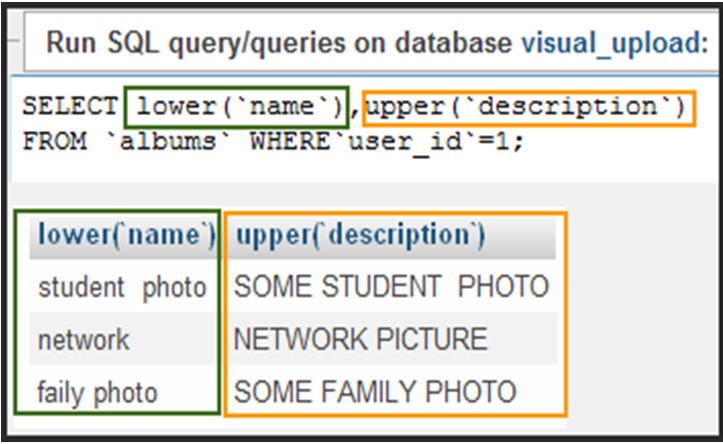 Run SQL query/queries on database visual_upload:
SELECT lower(`name`),upper(`description`)
FROM `albums` WHERE`user_id`=1;
lower(`name`) upper(`description`)
student photo SOME STUDENT PHOTO
network NETWORK PICTURE
faily photo SOME FAMILY PHOTO